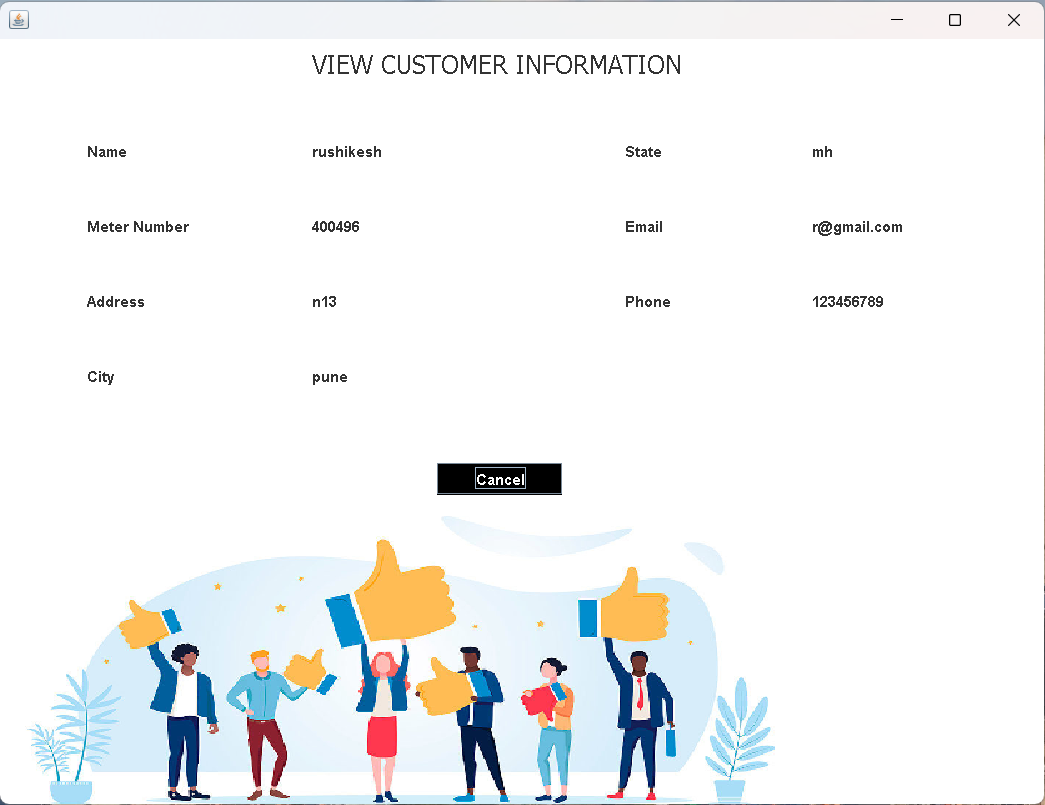 VIEW CUSTOMER INFORMATION
Name rushikesh State mh
Meter Number 400496 Email r@gmail.com
Address n13 Phone 123456789
City pune
Cancel